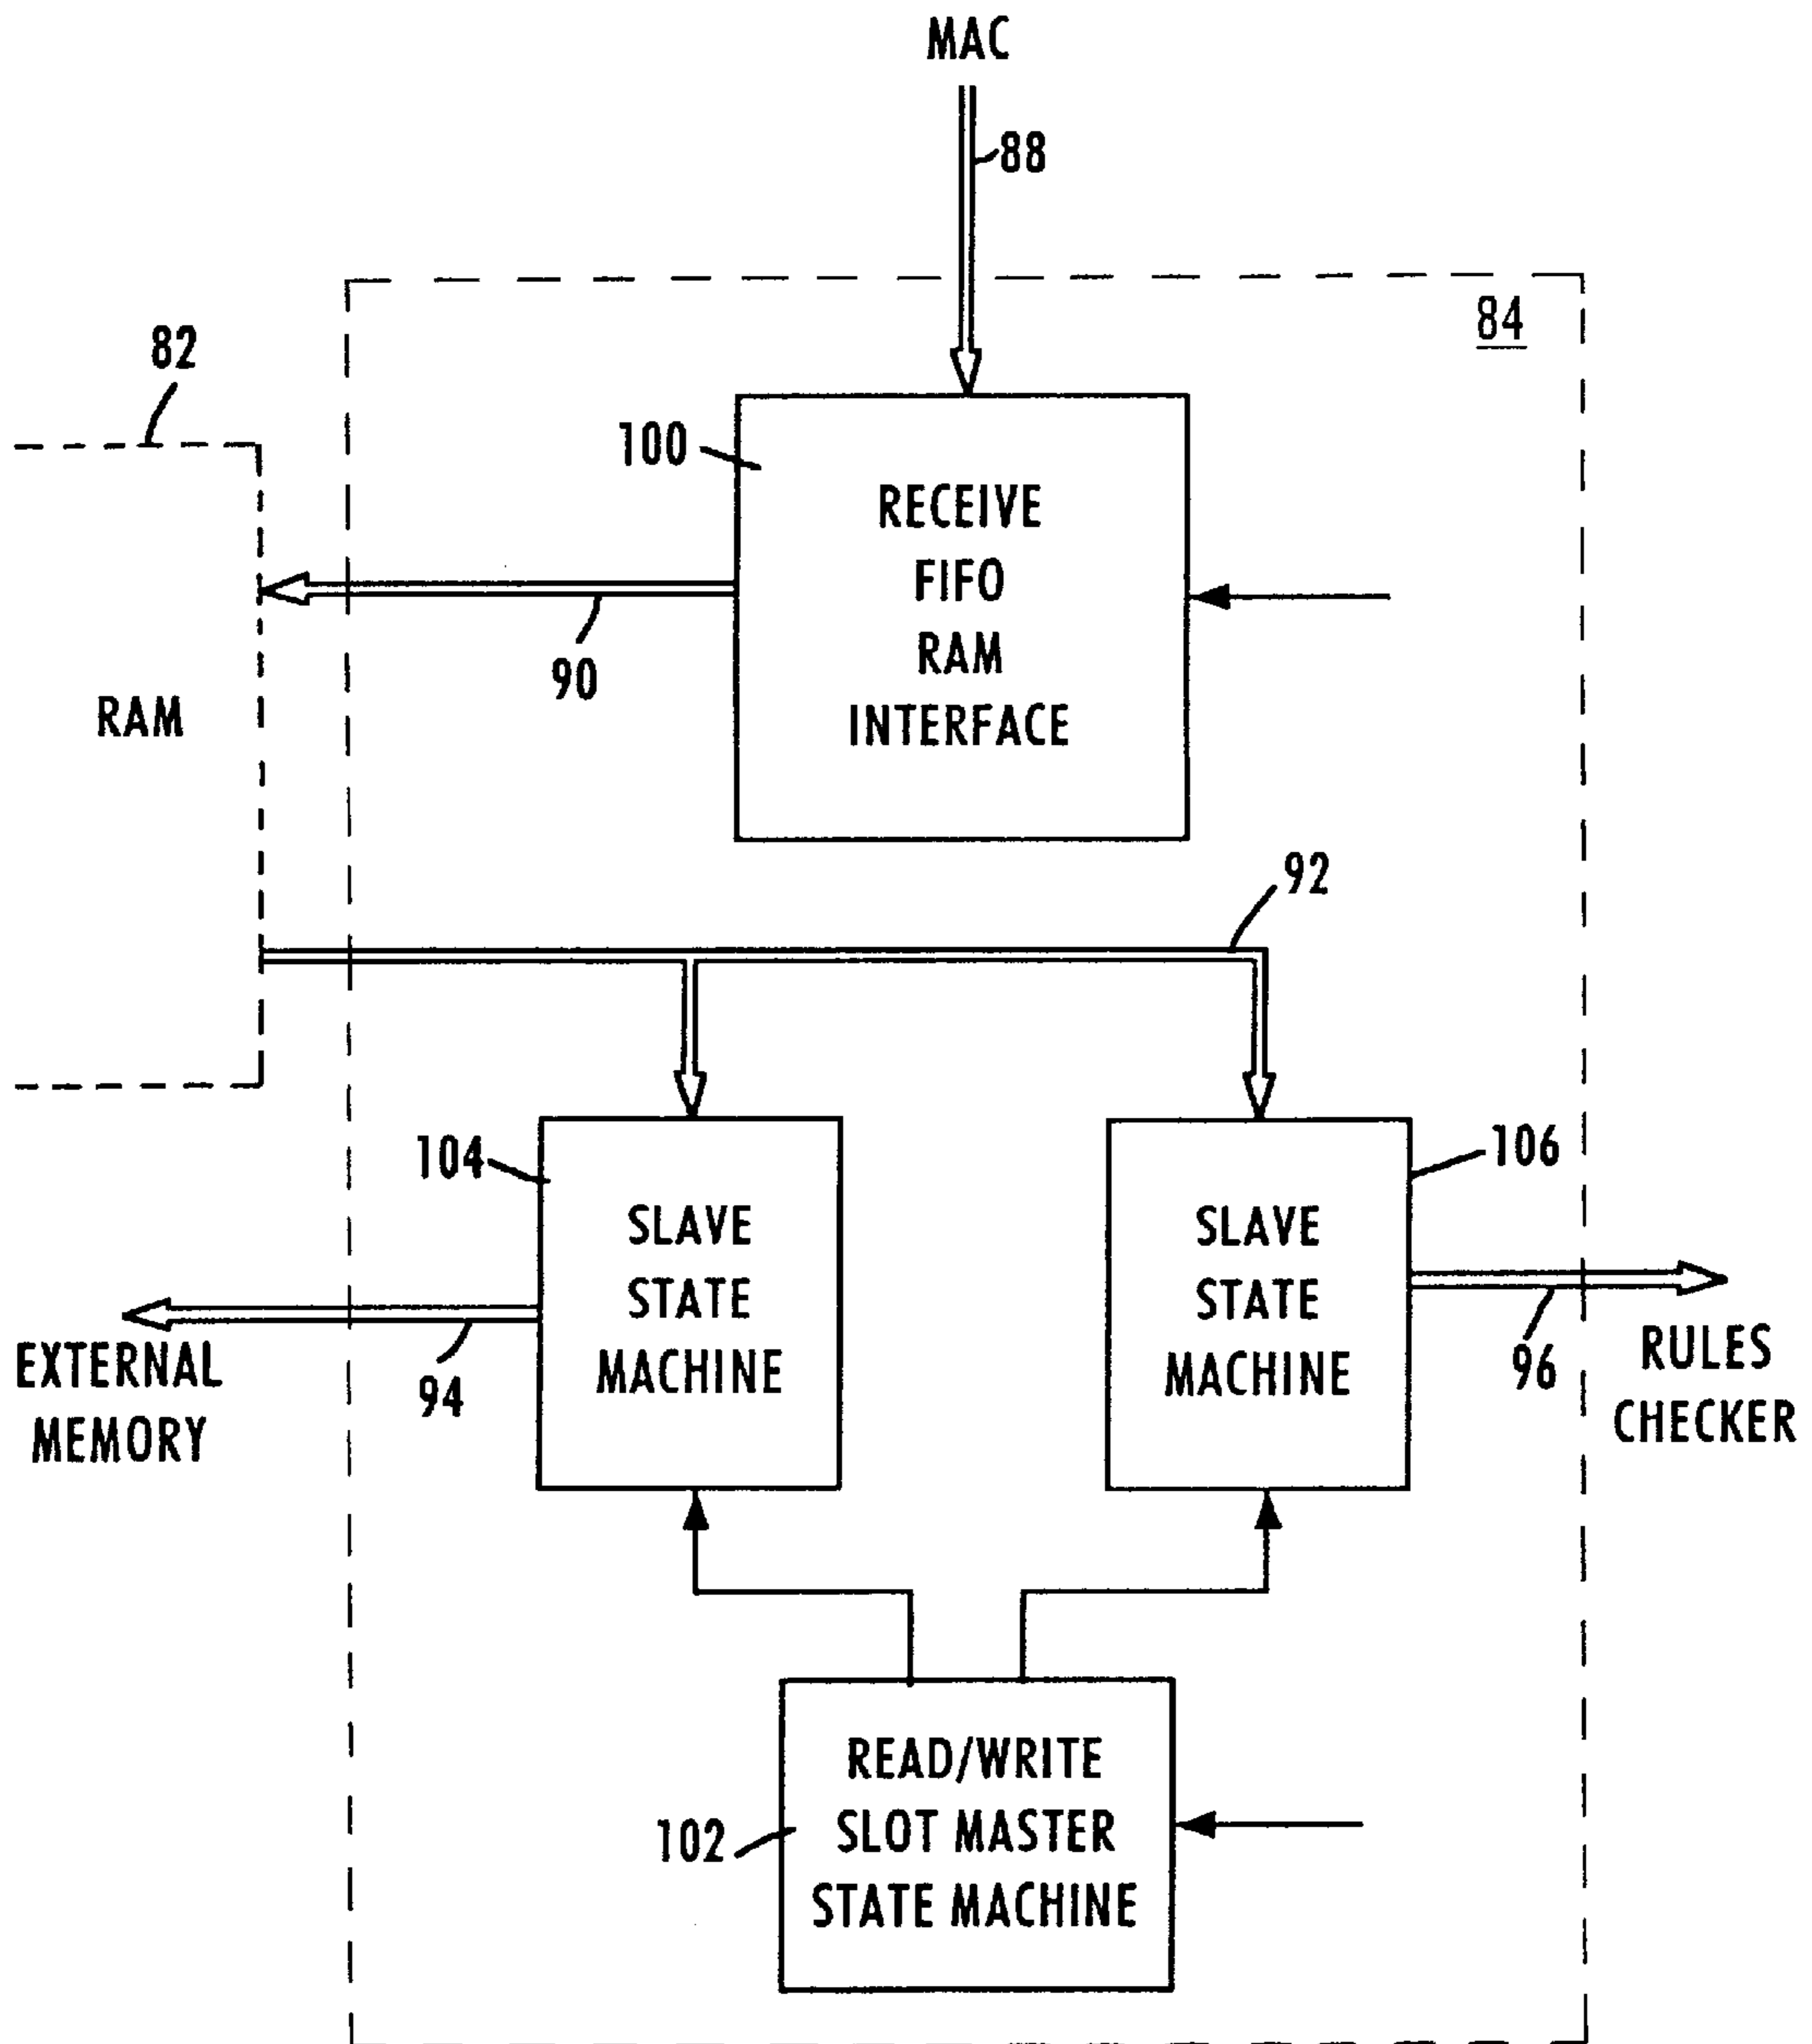 MAC
88
84
82
100
RECEIVE
FIFO
RAM
INTERFACE
90
RAM
92
104
106
SLAVE
STATE
MACHINE
SLAVE
STATE
MACHINE
94
96
EXTERNAL
MEMORY
RULES
CHECKER
READ/WRITE
SLOT MASTER
STATE MACHINE
102